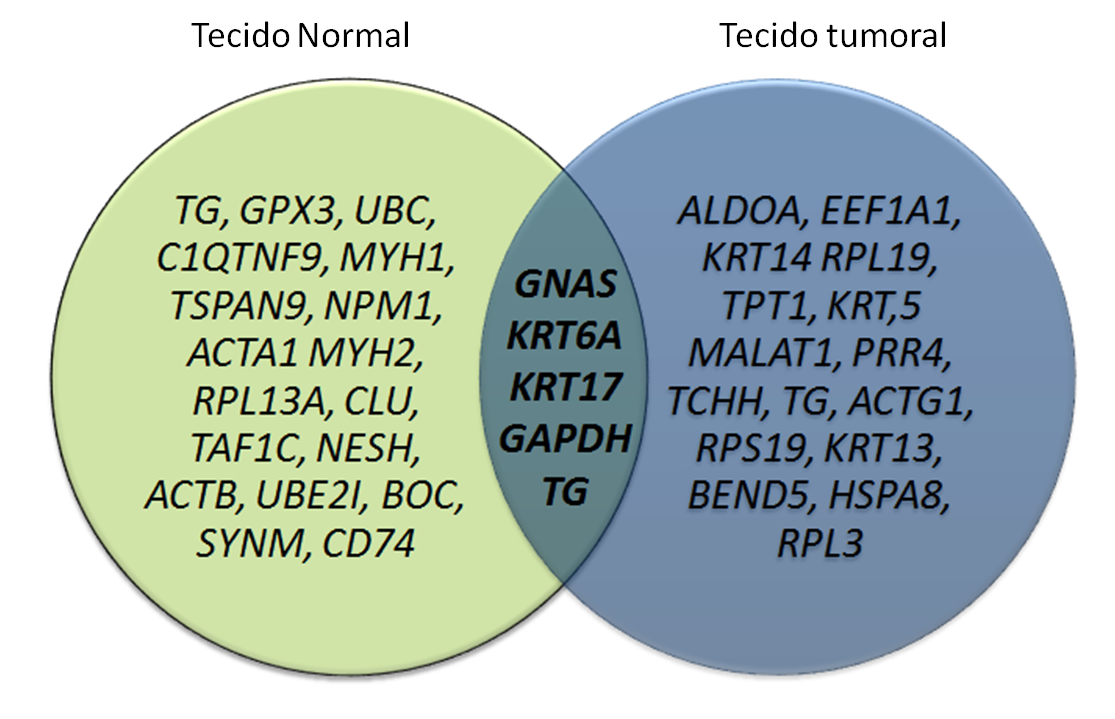 Tecido Normal
Tecido tumoral
TG, GPX3, UBC,
C1QTNF9, MYH1,
TSPAN9, NPM1,
ACTA1 MYH2,
RPL13A, CLU,
TAF1C, NESH,
ACTB, UBE2I, BOC,
SYNM, CD74
GNAS
KRT6A
KRT17
GAPDH
TG
ALDOA, EEF1A1,
KRT14 RPL19,
TPT1, KRT,5
MALAT1, PRR4,
TCHH, TG, ACTG1,
RPS19, KRT13,
BEND5, HSPA8,
RPL3